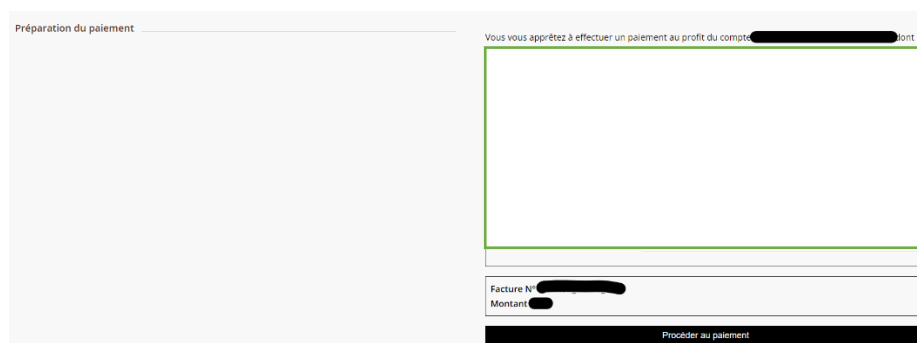 Préparation du paiement
Vous vous apprêtez à effectuer un paiement au profit du compte dont
Facture N°
Montant
Procéder au paiement